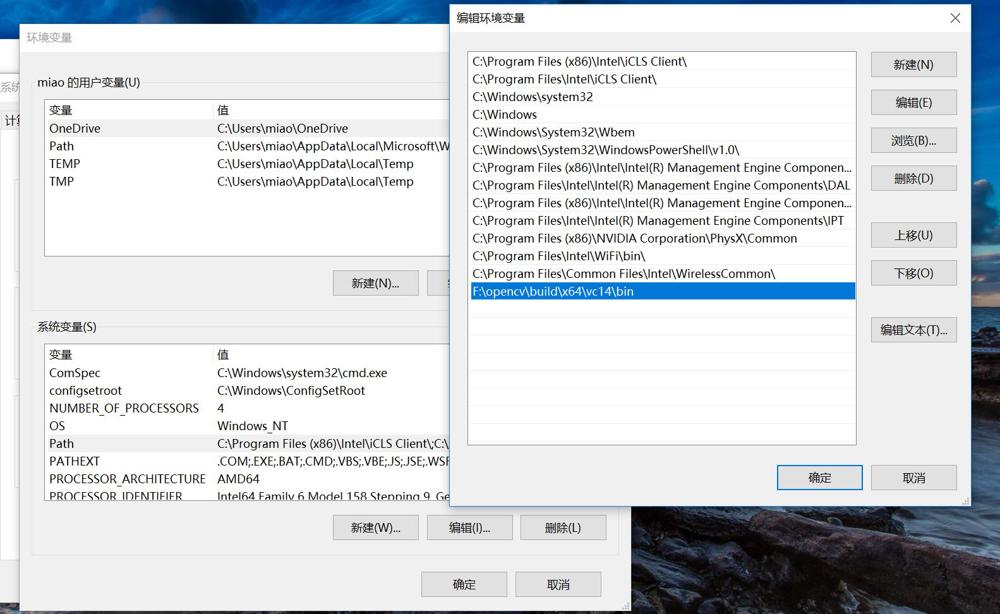 环境变量
miao 的用户变量(U)
变量 值
OneDrive C:\Users\miao\OneDrive
Path C:\Users\miao\AppData\Local\Microsoft\W
TEMP C:\Users\miao\AppData\Local\Temp
TMP C:\Users\miao\AppData\Local\Temp
新建(N)...
系统变量(S)
变量 值
ComSpec C:\Windows\system32\cmd.exe
configsetroot C:\Windows\ConfigSetRoot
NUMBER_OF_PROCESSORS 4
OS Windows_NT
Path C:\Program Files (x86)\Intel\iCLS Client\;C:\
PATHEXT .COM;.EXE;.BAT;.CMD;.VBS;.VBE;.JS;.JSE;.WSF
PROCESSOR_ARCHITECTURE AMD64
PROCESSOR_IDENTIFIER Intel64 Family 6 Model 158 Stepping 9, Ge
新建(W)... 编辑(I)... 删除(L)
确定 取消
系统
计算
编辑环境变量
C:\Program Files (x86)\Intel\iCLS Client\
C:\Program Files\Intel\iCLS Client\
C:\Windows\system32
C:\Windows
C:\Windows\System32\Wbem
C:\Windows\System32\WindowsPowerShell\v1.0\
C:\Program Files (x86)\Intel\Intel(R) Management Engine Componen...
C:\Program Files\Intel\Intel(R) Management Engine Components\DAL
C:\Program Files (x86)\Intel\Intel(R) Management Engine Componen...
C:\Program Files\Intel\Intel(R) Management Engine Components\IPT
C:\Program Files (x86)\NVIDIA Corporation\PhysX\Common
C:\Program Files\Intel\WiFi\bin\
C:\Program Files\Common Files\Intel\WirelessCommon\
F:\opencv\build\x64\vc14\bin
新建(N)
编辑(E)
浏览(B)...
删除(D)
上移(U)
下移(O)
编辑文本(T)...
确定 取消